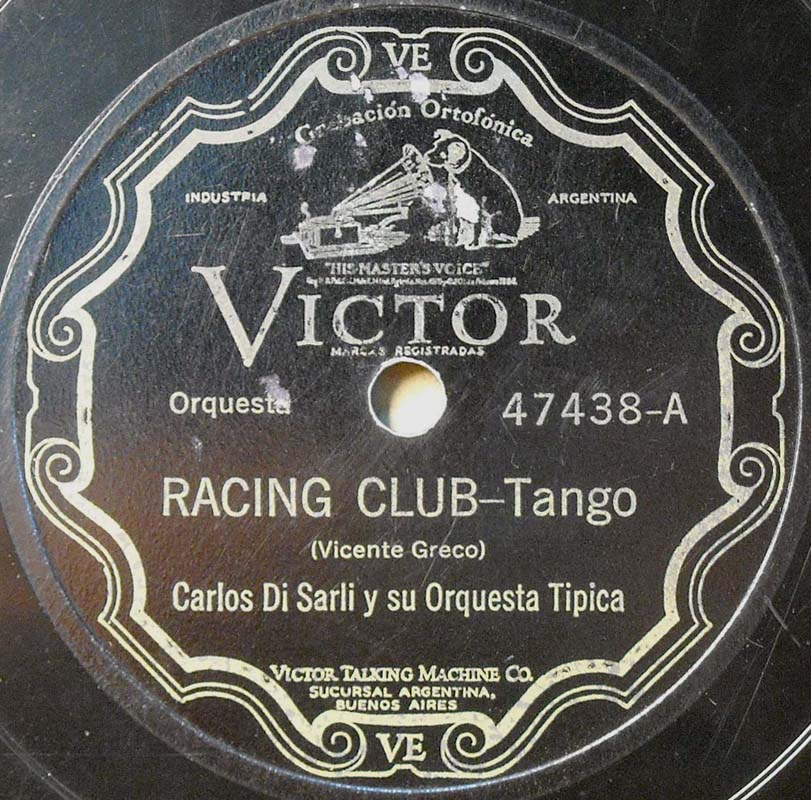 VE
Grabación Ortofónica
INDUSTRIA ARGENTINA
"HIS MASTER'S VOICE"
VICTOR
MARCAS REGISTRADAS
Orquesta 47438-A
RACING CLUB-Tango
(Vicente Greco)
Carlos Di Sarli y su Orquesta Tipica
VICTOR TALKING MACHINE CO.
SUCURSAL ARGENTINA,
BUENOS AIRES
VE